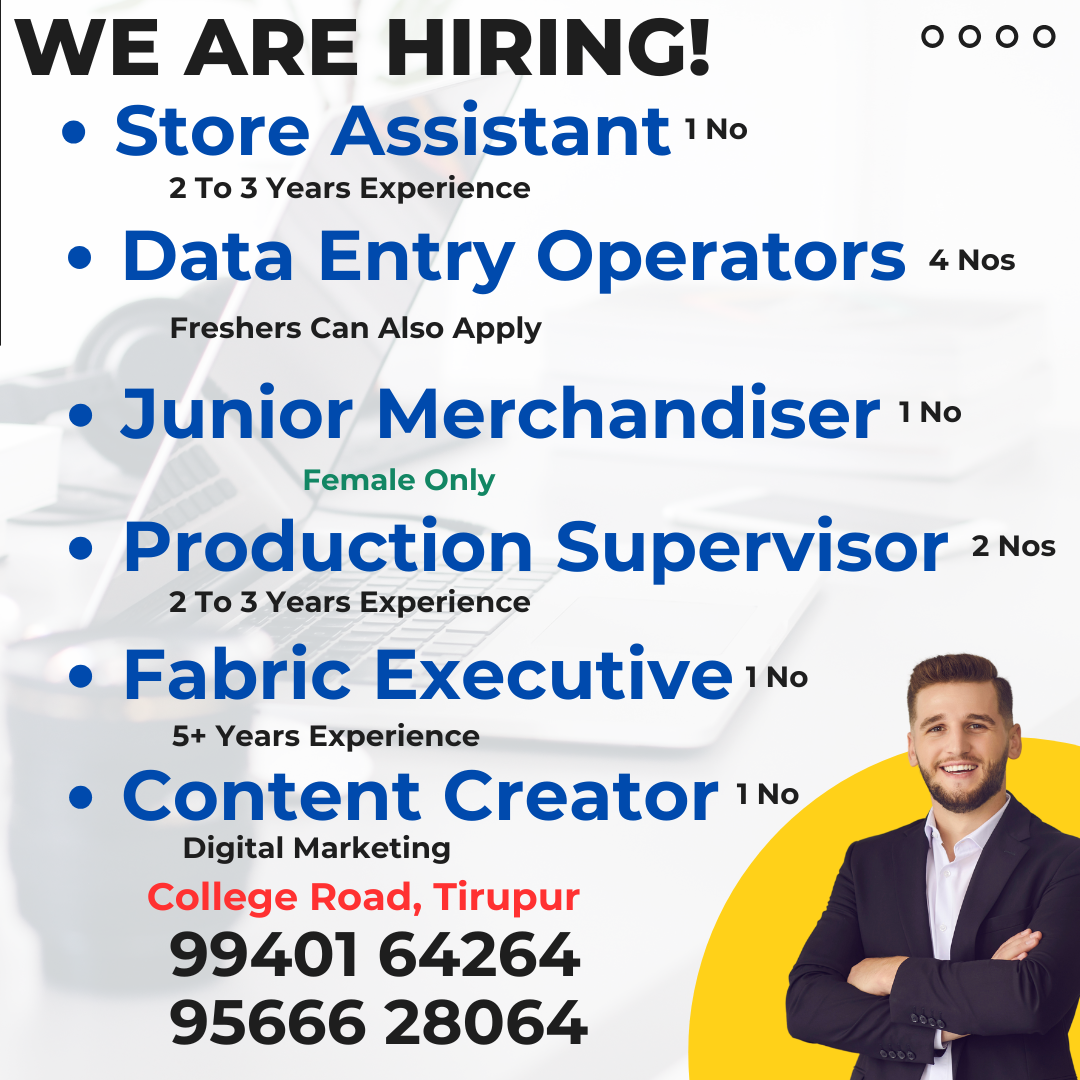 WE ARE HIRING!
• Store Assistant 1 No
2 To 3 Years Experience
• Data Entry Operators 4 Nos
Freshers Can Also Apply
• Junior Merchandiser 1 No
Female Only
• Production Supervisor 2 Nos
2 To 3 Years Experience
• Fabric Executive 1 No
5+ Years Experience
• Content Creator 1 No
Digital Marketing
College Road, Tirupur
99401 64264
95666 28064